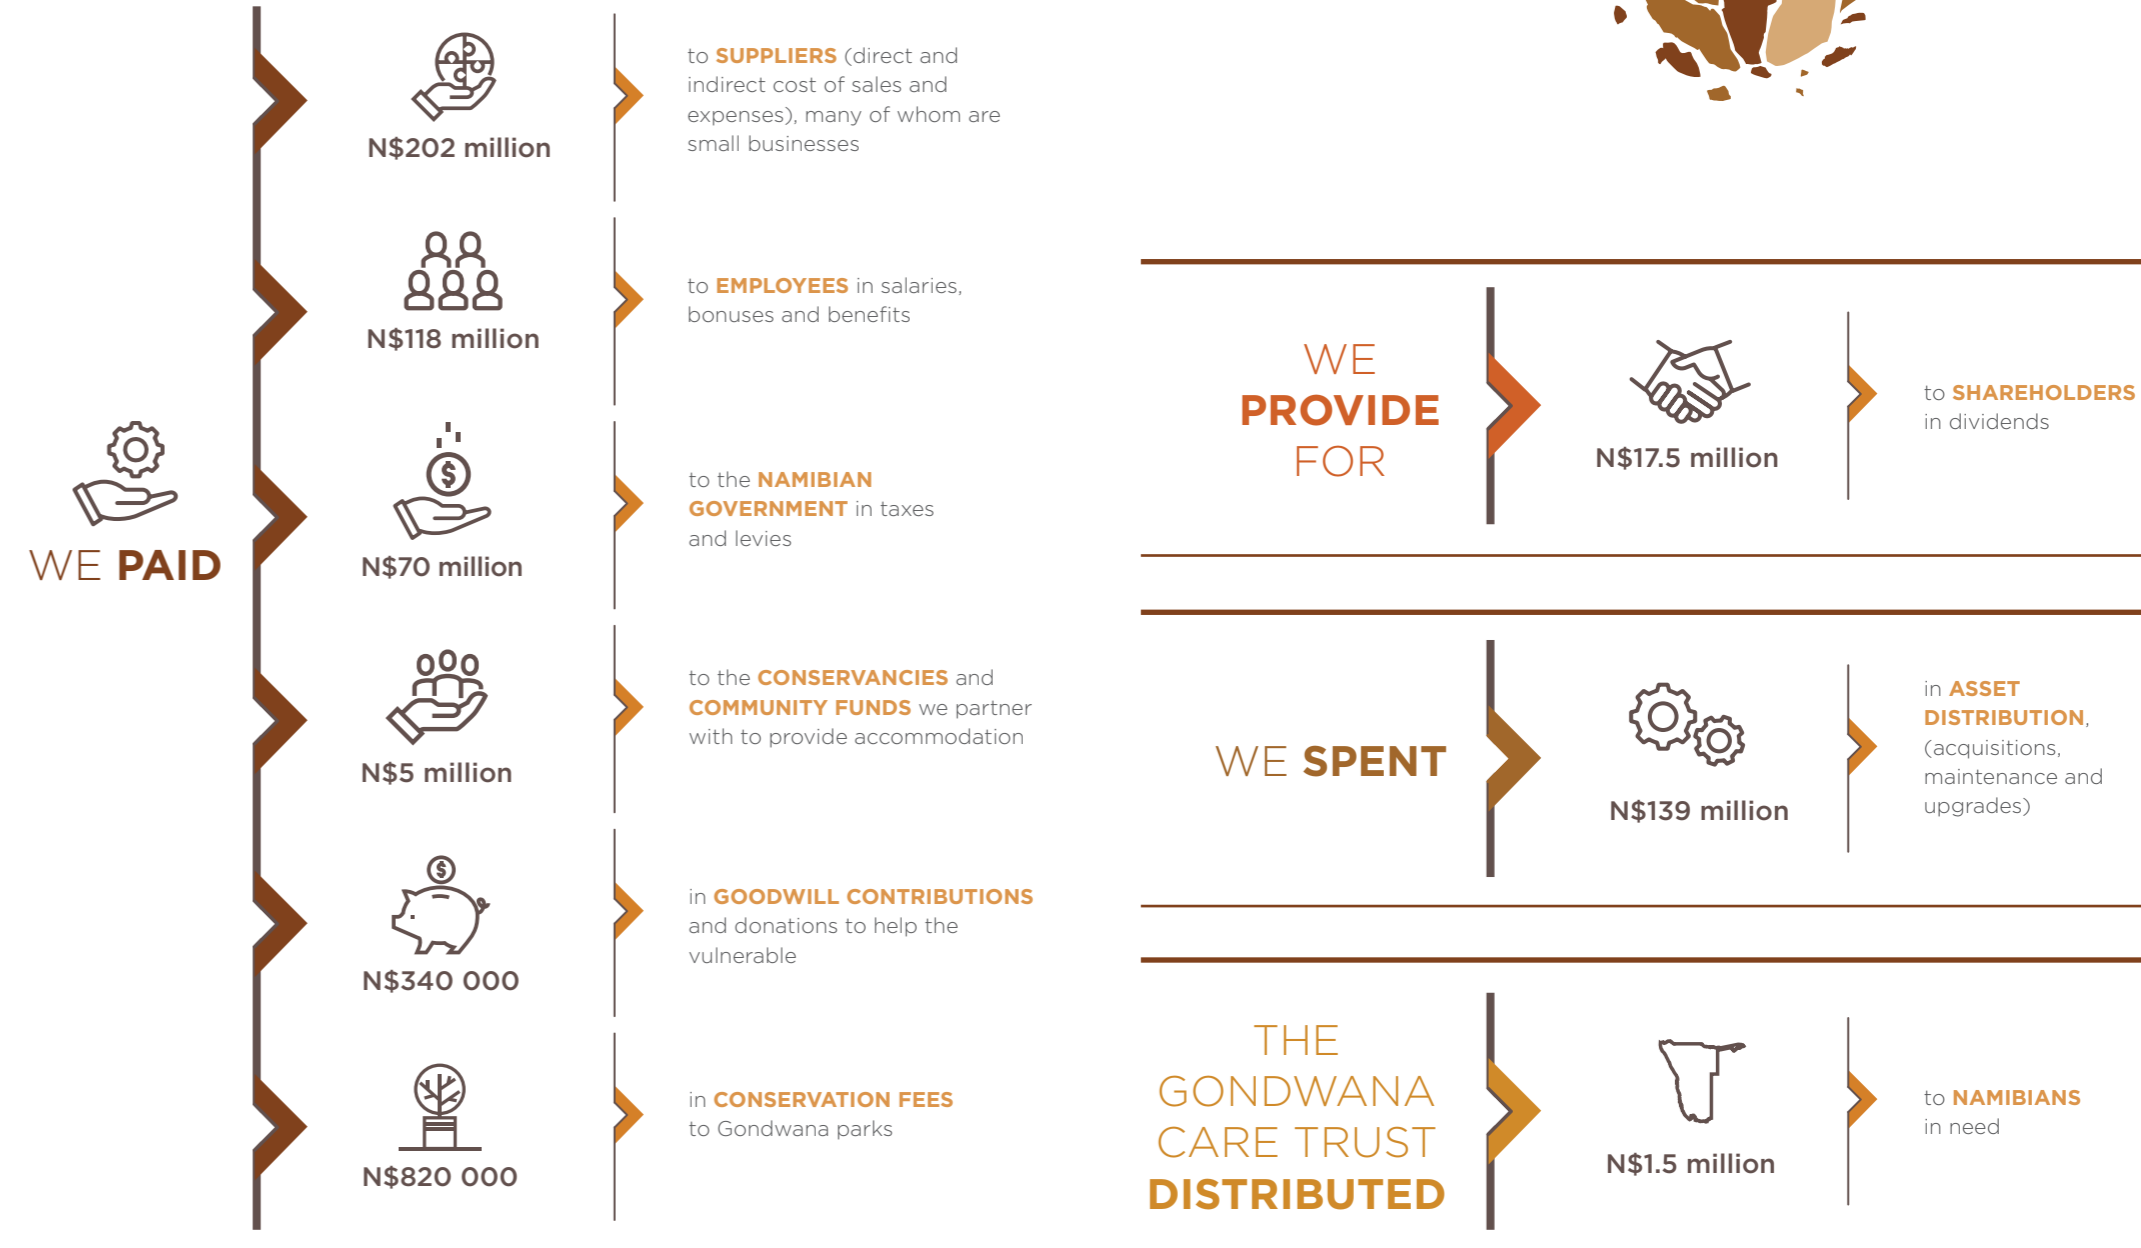 WE PAID
N$202 million
to SUPPLIERS (direct and
indirect cost of sales and
expenses), many of whom are
small businesses
N$118 million
to EMPLOYEES in salaries,
bonuses and benefits
N$70 million
to the NAMIBIAN
GOVERNMENT in taxes
and levies
N$5 million
to the CONSERVANCIES and
COMMUNITY FUNDS we partner
with to provide accommodation
N$340 000
in GOODWILL CONTRIBUTIONS
and donations to help the
vulnerable
N$820 000
in CONSERVATION FEES
to Gondwana parks
WE
PROVIDE
FOR
N$17.5 million
to SHAREHOLDERS
in dividends
WE SPENT
N$139 million
in ASSET
DISTRIBUTION,
(acquisitions,
maintenance and
upgrades)
THE
GONDWANA
CARE TRUST
DISTRIBUTED
N$1.5 million
to NAMIBIANS
in need